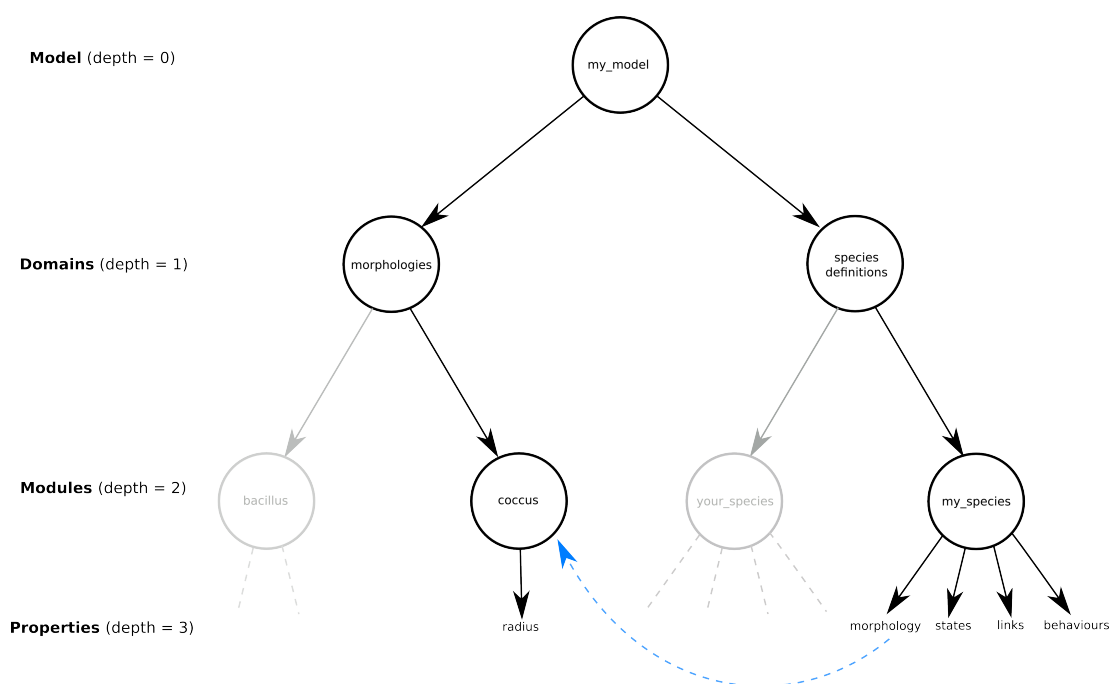 Model (depth = 0)
my_model
Domains (depth = 1)
morphologies
species
definitions
Modules (depth = 2)
bacillus
coccus
your_species
my_species
Properties (depth = 3)
radius
morphology
states
links
behaviours